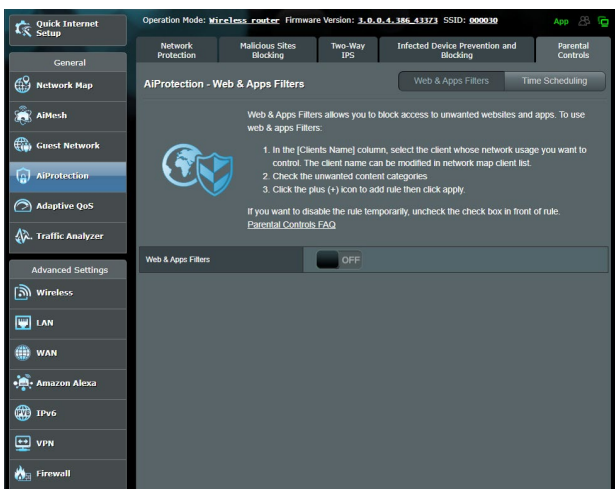 Quick Internet
Setup
Operation Mode: Wireless router Firmware Version: 3.0.0.4.386_43373 SSID: 000030
App
General
Network Map
AiMesh
Guest Network
AiProtection
Adaptive QoS
Traffic Analyzer
Advanced Settings
Wireless
LAN
WAN
Amazon Alexa
IPv6
VPN
Firewall
Network
Protection
Malicious Sites
Blocking
Two-Way
IPS
Infected Device Prevention and
Blocking
Parental
Controls
AiProtection - Web & Apps Filters
Web & Apps Filters
Time Scheduling
Web & Apps Filters allows you to block access to unwanted websites and apps. To use
web & apps Filters:
1. In the [Clients Name] column, select the client whose network usage you want to
control. The client name can be modified in network map client list.
2. Check the unwanted content categories
3. Click the plus (+) icon to add rule then click apply.
If you want to disable the rule temporarily, uncheck the check box in front of rule.
Parental Controls FAQ
Web & Apps Filters
OFF